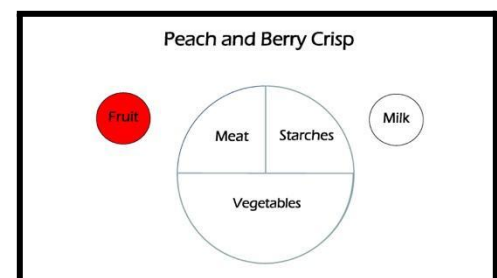 Peach and Berry Crisp
Fruit
Milk
Meat
Starches
Vegetables